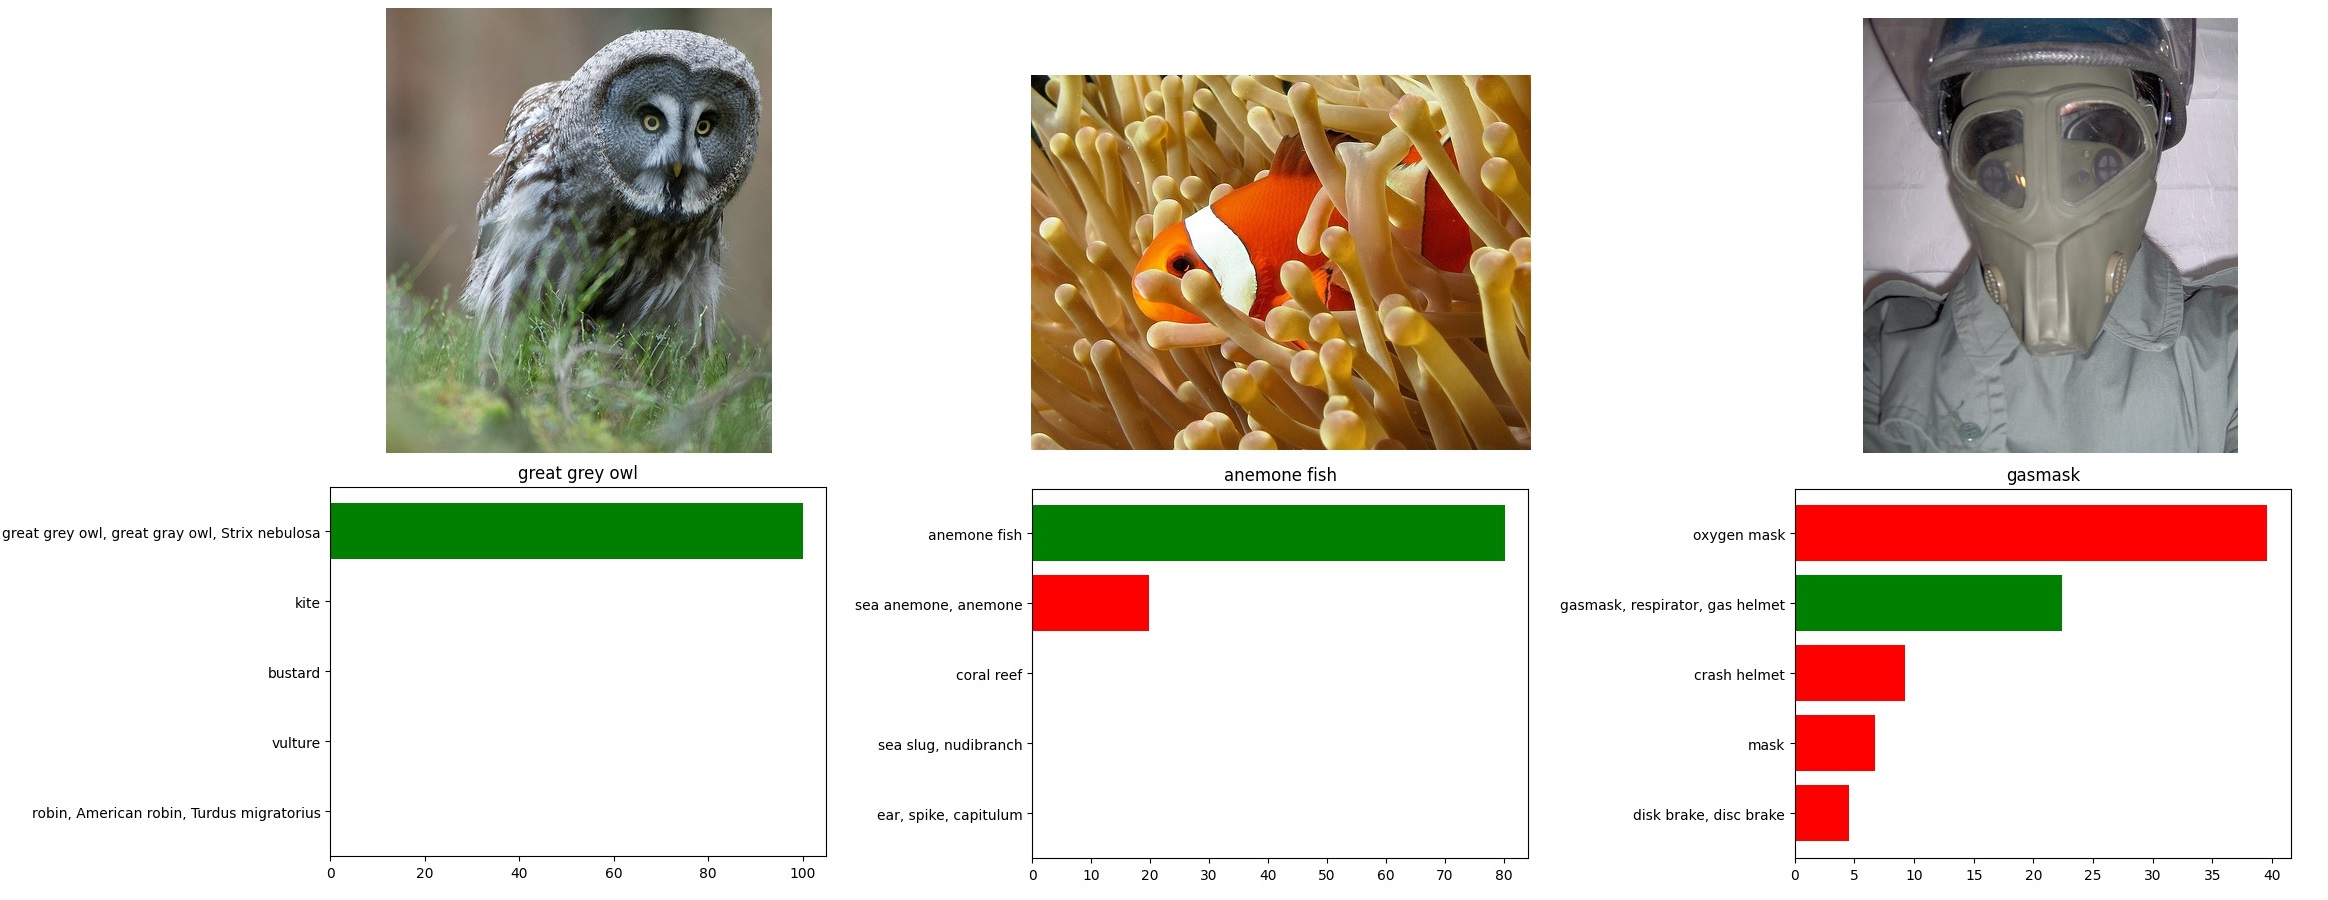 great grey owl
great grey owl, great gray owl, Strix nebulosa
kite
bustard
vulture
robin, American robin, Turdus migratorius
0 20 40 60 80 100
anemone fish
anemone fish
sea anemone, anemone
coral reef
sea slug, nudibranch
ear, spike, capitulum
0 10 20 30 40 50 60 70 80
gasmask
oxygen mask
gasmask, respirator, gas helmet
crash helmet
mask
disk brake, disc brake
0 5 10 15 20 25 30 35 40